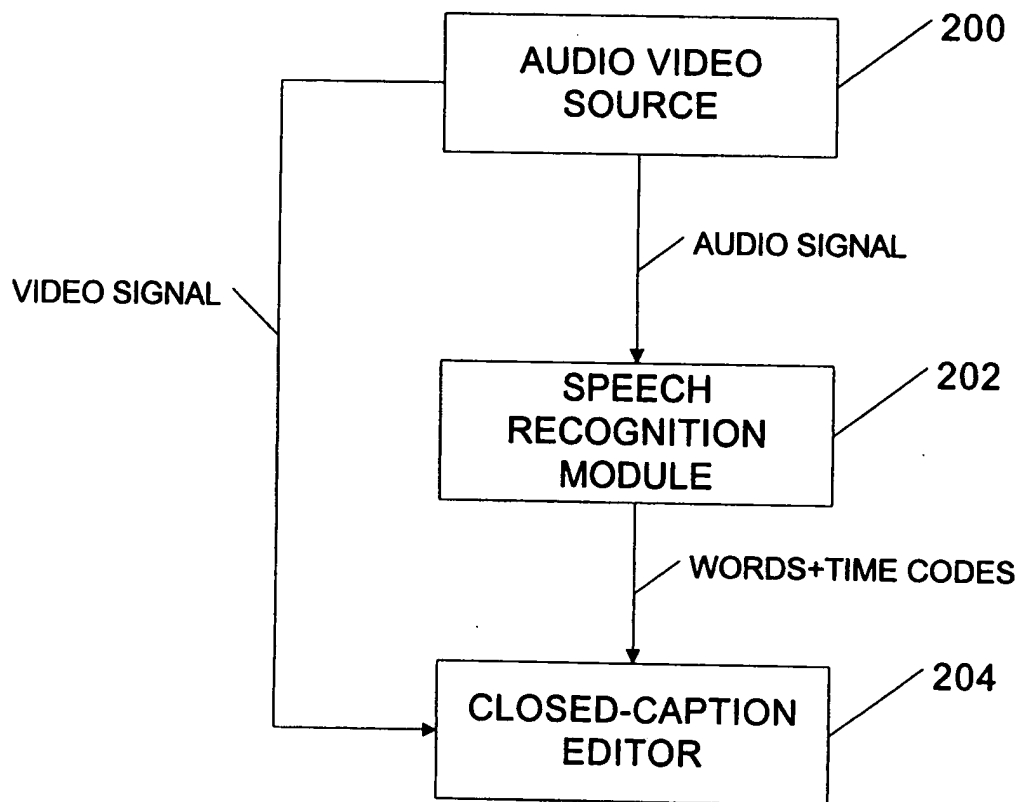 200
AUDIO VIDEO
SOURCE
AUDIO SIGNAL
VIDEO SIGNAL
202
SPEECH
RECOGNITION
MODULE
WORDS+TIME CODES
204
CLOSED-CAPTION
EDITOR